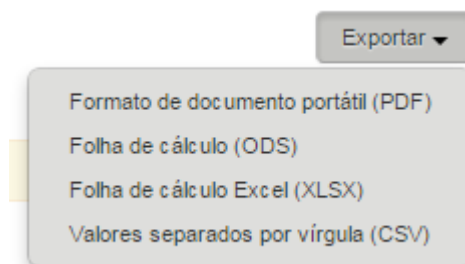 Exportar
Formato de documento portátil (PDF)
Folha de cálculo (ODS)
Folha de cálculo Excel (XLSX)
Valores separados por vírgula (CSV)